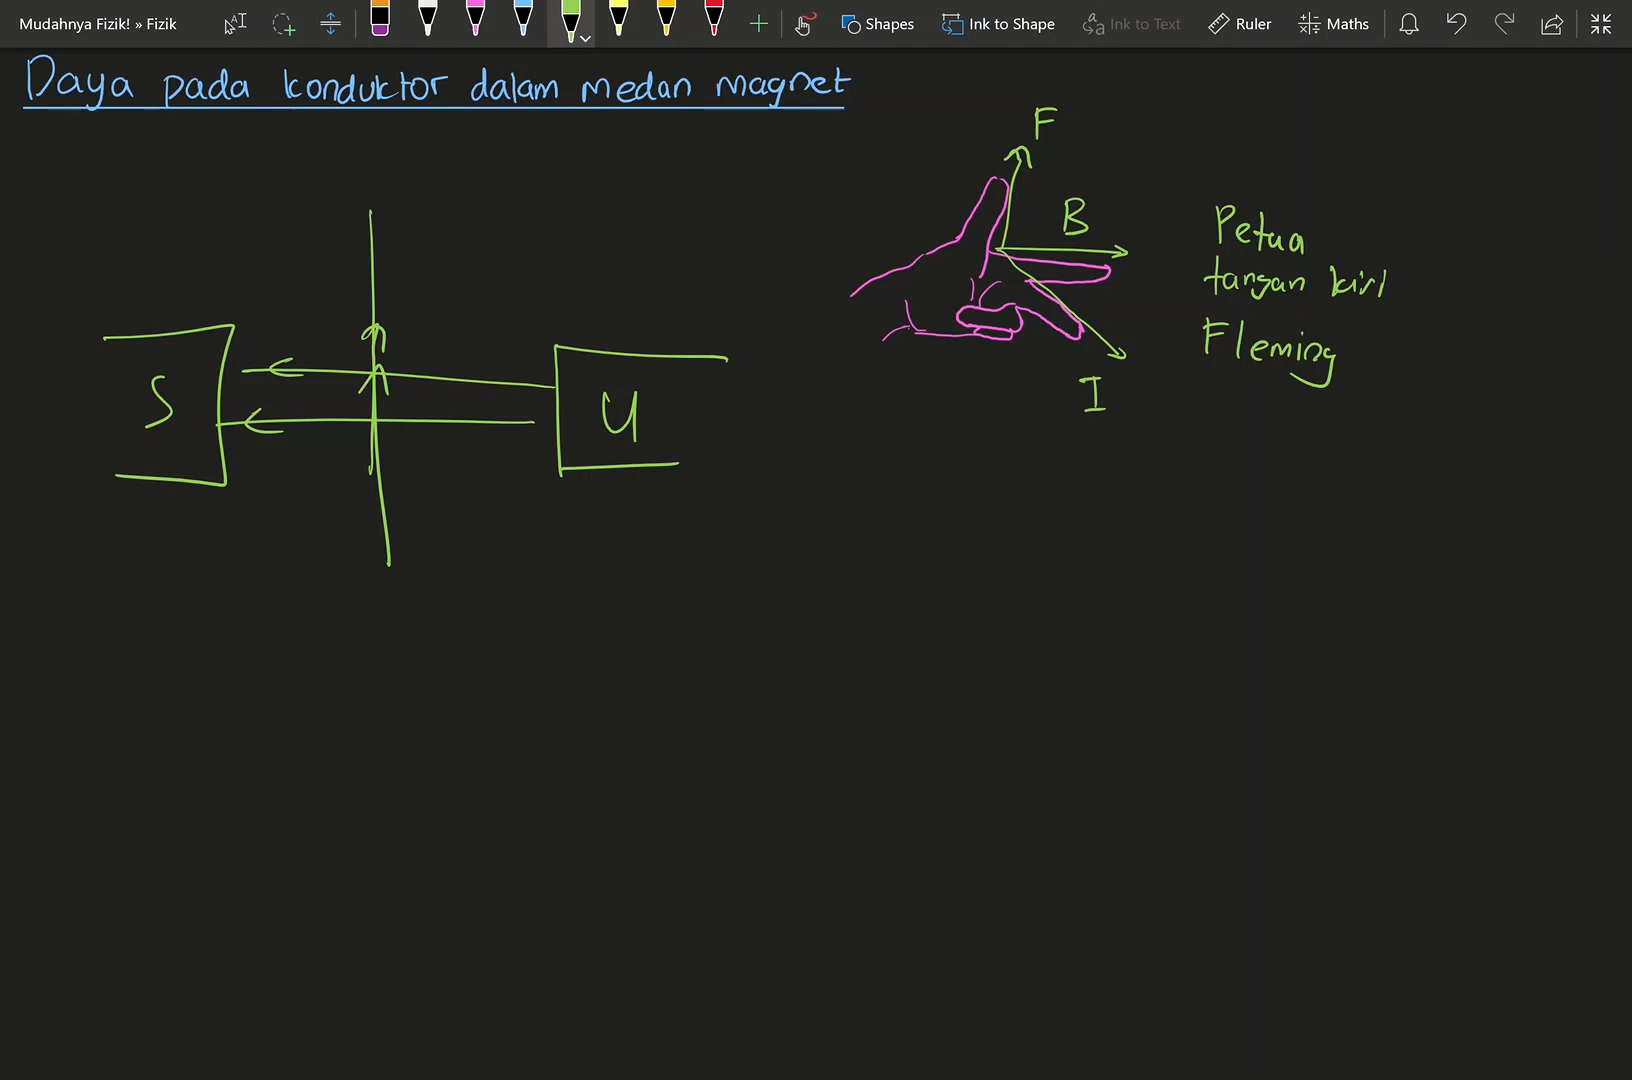 Mudahnya Fizik! » Fizik
Shapes
Ink to Shape
Ink to Text
Ruler
Maths
Daya pada konduktor dalam medan magnet
F
B
I
Petua
tangan kiri
Fleming
S
U